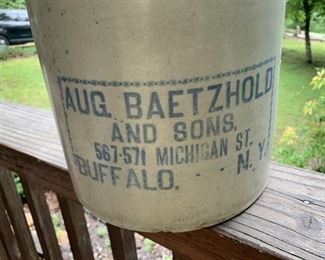 AUG. BAETZHOLD
AND SONS,
567-571 MICHIGAN ST.
BUFFALO, N.Y.